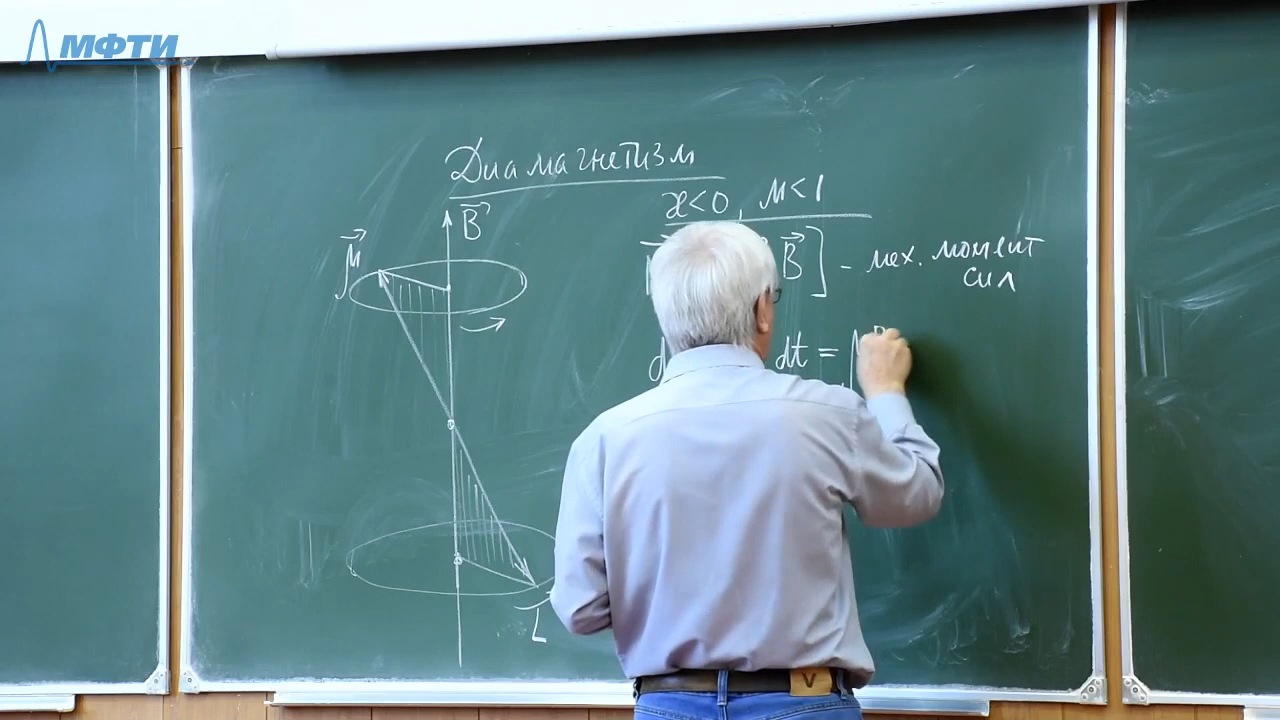 МФТИ
Диамагнетизм
æ<0, μ<1
B⃗
μ⃗
B⃗] - мех. момент
сил
dt =
L⃗